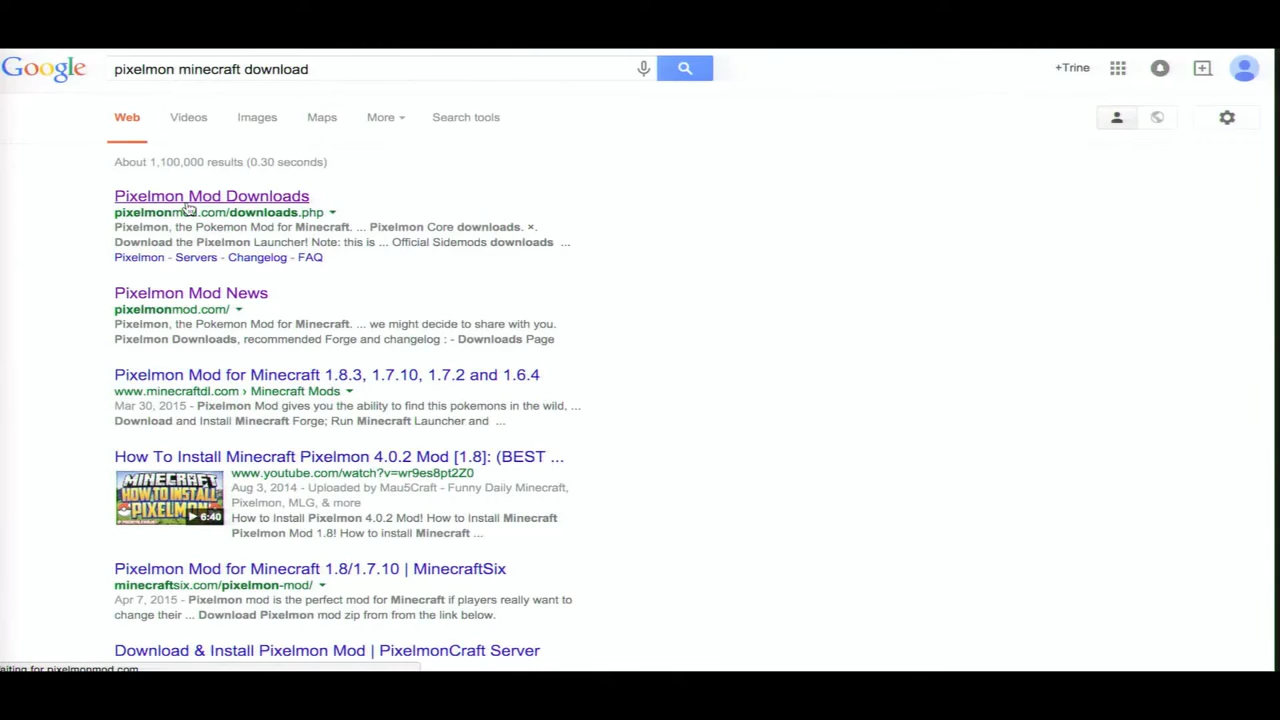 Google pixelmon minecraft download +Trine
Web Videos Images Maps More Search tools
About 1,100,000 results (0.30 seconds)
Pixelmon Mod Downloads
pixelmonmod.com/downloads.php
Pixelmon, the Pokemon Mod for Minecraft. ... Pixelmon Core downloads. ×.
Download the Pixelmon Launcher! Note: this is ... Official Sidemods downloads ...
Pixelmon - Servers - Changelog - FAQ
Pixelmon Mod News
pixelmonmod.com/
Pixelmon, the Pokemon Mod for Minecraft. ... we might decide to share with you.
Pixelmon Downloads, recommended Forge and changelog : - Downloads Page
Pixelmon Mod for Minecraft 1.8.3, 1.7.10, 1.7.2 and 1.6.4
www.minecraftdl.com › Minecraft Mods
Mar 30, 2015 - Pixelmon Mod gives you the ability to find this pokemons in the wild, ...
Download and Install Minecraft Forge; Run Minecraft Launcher and ...
How To Install Minecraft Pixelmon 4.0.2 Mod [1.8]: (BEST ...
MINECRAFT
HOW TO INSTALL
PIXELMON
6:40
www.youtube.com/watch?v=wr9es8pt2Z0
Aug 3, 2014 - Uploaded by Mau5Craft - Funny Daily Minecraft,
Pixelmon, MLG, & more
How to Install Pixelmon 4.0.2 Mod! How to Install Minecraft
Pixelmon Mod 1.8! How to install Minecraft ...
Pixelmon Mod for Minecraft 1.8/1.7.10 | MinecraftSix
minecraftsix.com/pixelmon-mod/
Apr 7, 2015 - Pixelmon mod is the perfect mod for Minecraft if players really want to
change their ... Download Pixelmon mod zip from from the link below.
Download & Install Pixelmon Mod | PixelmonCraft Server
aiting for pixelmonmod.com